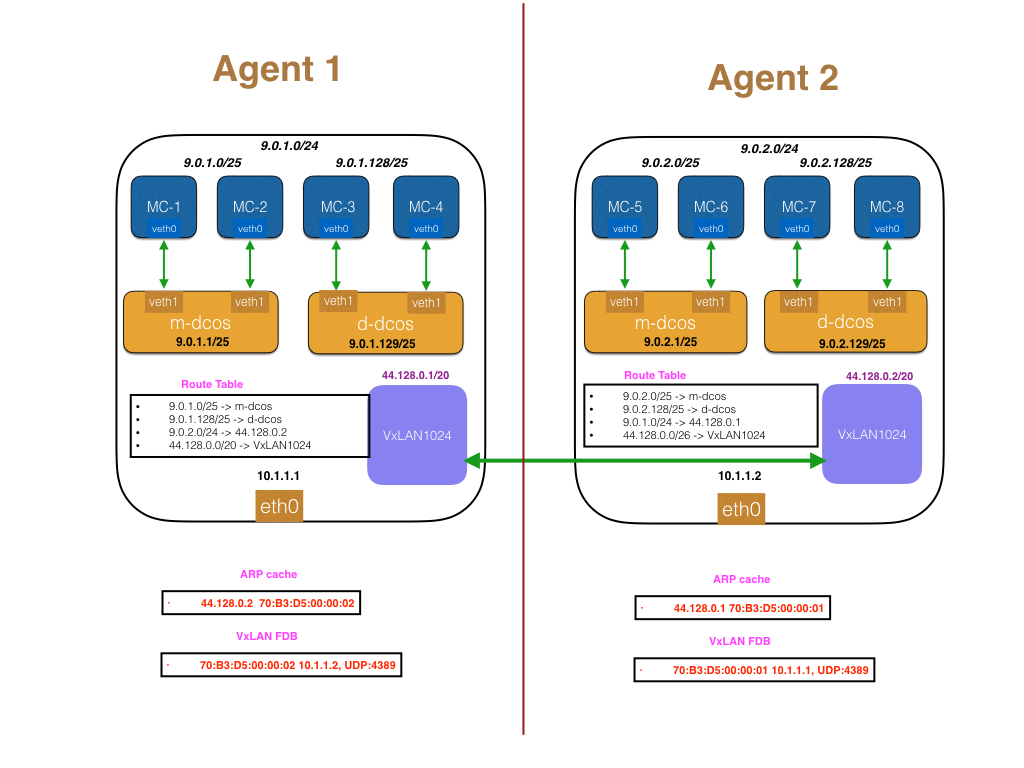 Agent 1
9.0.1.0/24
9.0.1.0/25
9.0.1.128/25
MC-1
veth0
MC-2
veth0
MC-3
veth0
MC-4
veth0
veth1
veth1
m-dcos
9.0.1.1/25
veth1
veth1
d-dcos
9.0.1.129/25
Route Table
• 9.0.1.0/25 -> m-dcos
• 9.0.1.128/25 -> d-dcos
• 9.0.2.0/24 -> 44.128.0.2
• 44.128.0.0/20 -> VxLAN1024
44.128.0.1/20
VxLAN1024
10.1.1.1
eth0
ARP cache
· 44.128.0.2 70:B3:D5:00:00:02
VxLAN FDB
· 70:B3:D5:00:00:02 10.1.1.2, UDP:4389
Agent 2
9.0.2.0/24
9.0.2.0/25
9.0.2.128/25
MC-5
veth0
MC-6
veth0
MC-7
veth0
MC-8
veth0
veth1
veth1
m-dcos
9.0.2.1/25
veth1
veth1
d-dcos
9.0.2.129/25
Route Table
• 9.0.2.0/25 -> m-dcos
• 9.0.2.128/25 -> d-dcos
• 9.0.1.0/24 -> 44.128.0.1
• 44.128.0.0/26 -> VxLAN1024
44.128.0.2/20
VxLAN1024
10.1.1.2
eth0
ARP cache
· 44.128.0.1 70:B3:D5:00:00:01
VxLAN FDB
· 70:B3:D5:00:00:01 10.1.1.1, UDP:4389